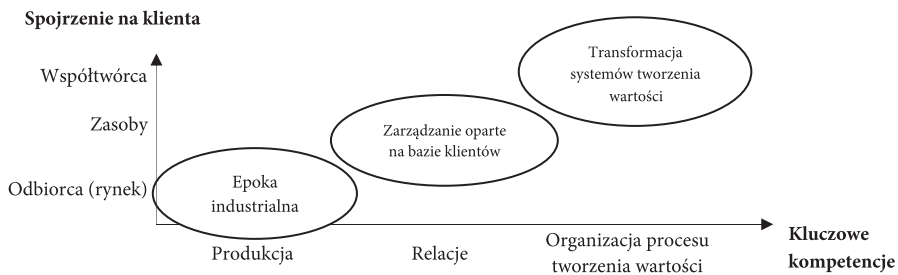 Spojrzenie na klienta
Współtwórca
Zasoby
Odbiorca (rynek)
Transformacja
systemów tworzenia
wartości
Zarządzanie oparte
na bazie klientów
Epoka
industrialna
Produkcja
Relacje
Organizacja procesu
tworzenia wartości
Kluczowe
kompetencje